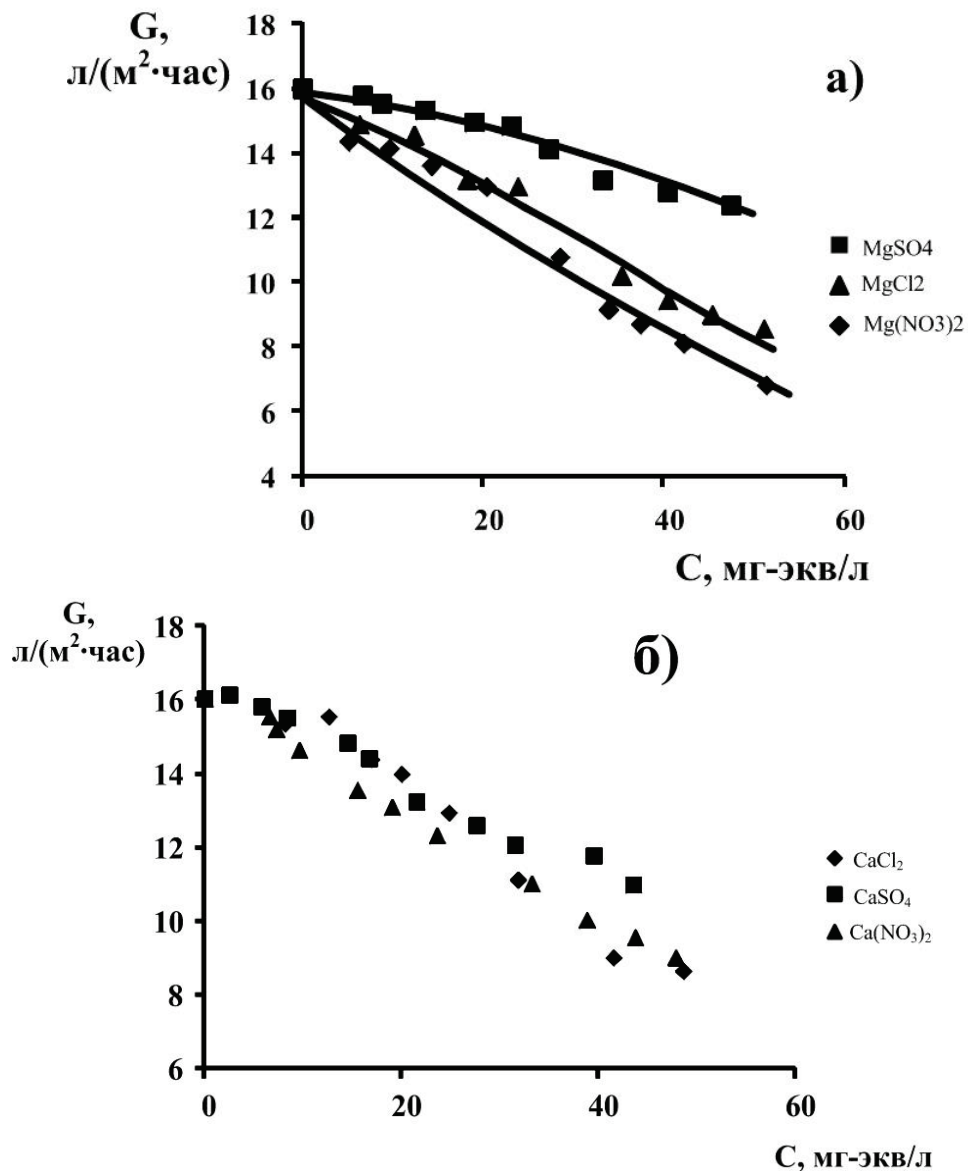 G,
л/(м²·час)
18
16
14
12
10
8
6
4
0
20
40
60
а)
MgSO4
MgCl2
Mg(NO3)2
C, мг-экв/л
G,
л/(м²·час)
18
16
14
12
10
8
6
0
20
40
60
б)
CaCl₂
CaSO₄
Ca(NO₃)₂
C, мг-экв/л